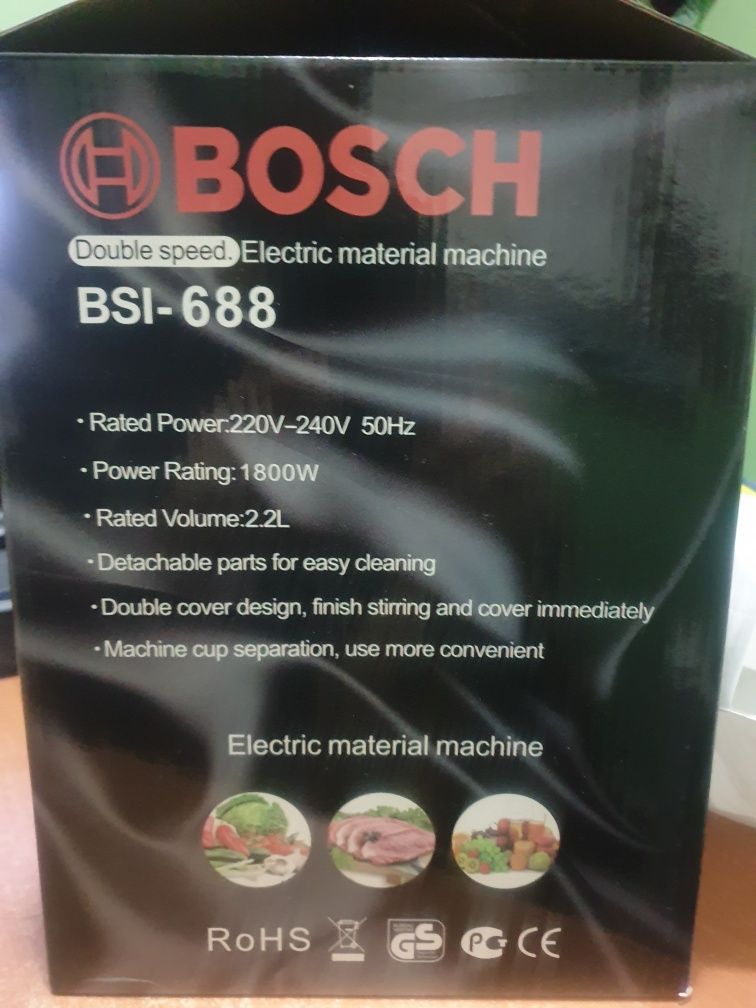 BOSCH
Double speed. Electric material machine
BSI-688
· Rated Power:220V-240V 50Hz
· Power Rating:1800W
· Rated Volume:2.2L
· Detachable parts for easy cleaning
· Double cover design, finish stirring and cover immediately
· Machine cup separation, use more convenient
Electric material machine
RoHS GS PCT CE